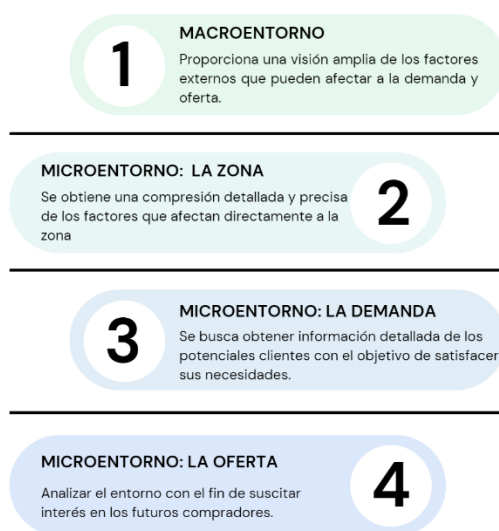 1
MACROENTORNO
Proporciona una visión amplia de los factores
externos que pueden afectar a la demanda y
oferta.
MICROENTORNO: LA ZONA
Se obtiene una compresión detallada y precisa
de los factores que afectan directamente a la
zona
2
3
MICROENTORNO: LA DEMANDA
Se busca obtener información detallada de los
potenciales clientes con el objetivo de satisfacer
sus necesidades.
MICROENTORNO: LA OFERTA
Analizar el entorno con el fin de suscitar
interés en los futuros compradores.
4